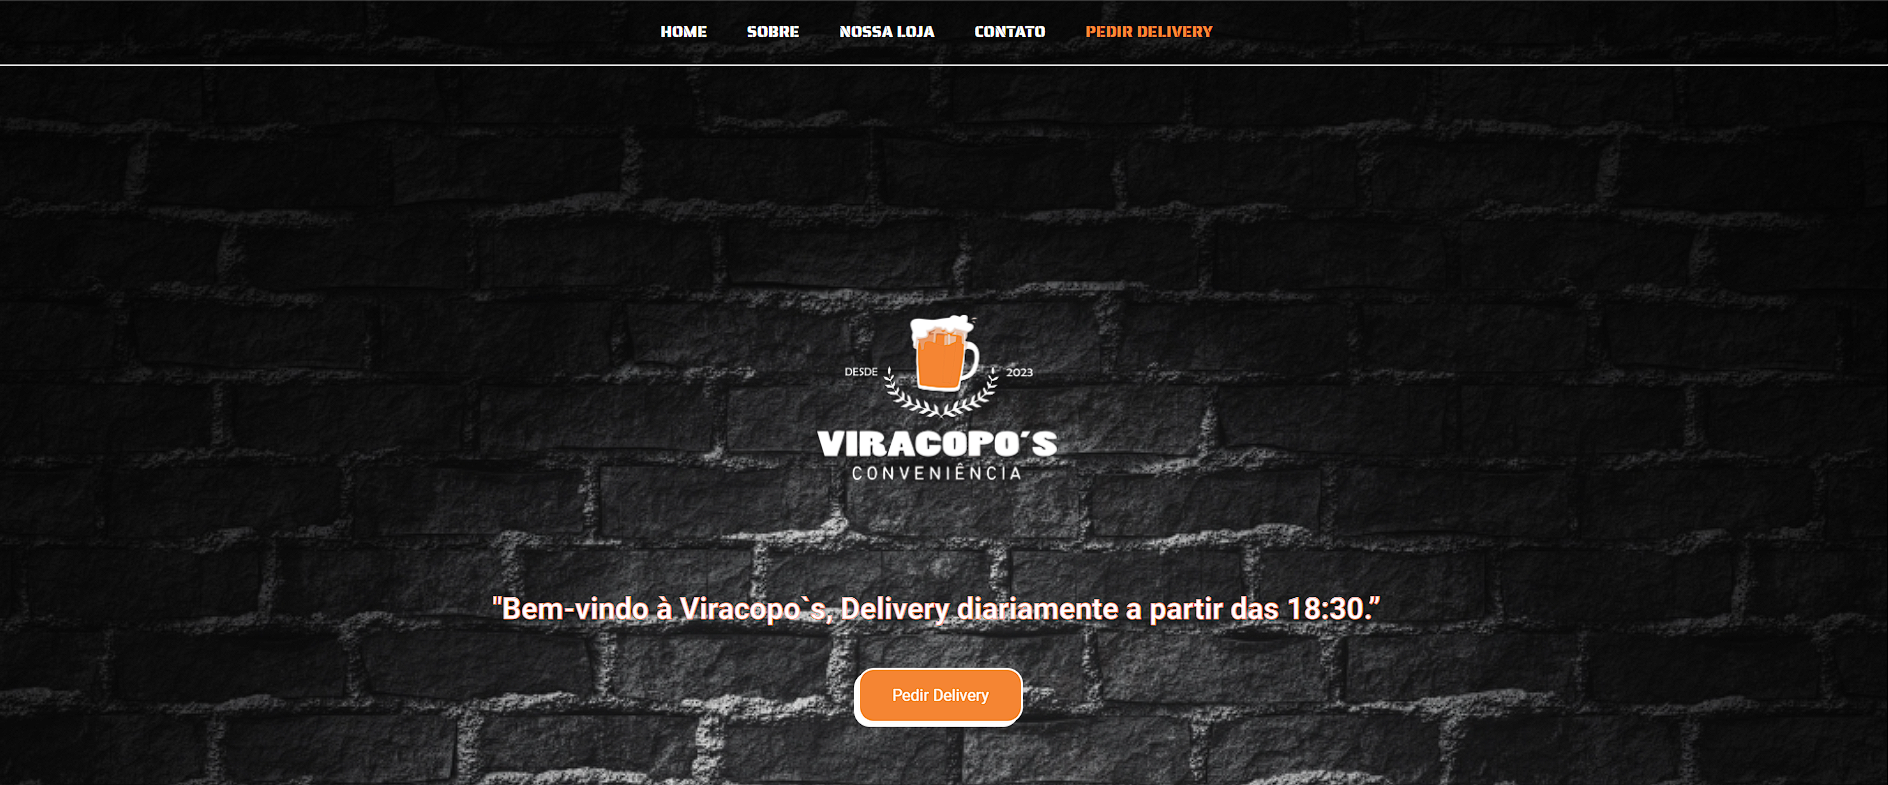 HOME SOBRE NOSSA LOJA CONTATO PEDIR DELIVERY
DESDE 2023
VIRACOPO´S
CONVENIÊNCIA
"Bem-vindo à Viracopo`s, Delivery diariamente a partir das 18:30.”
Pedir Delivery